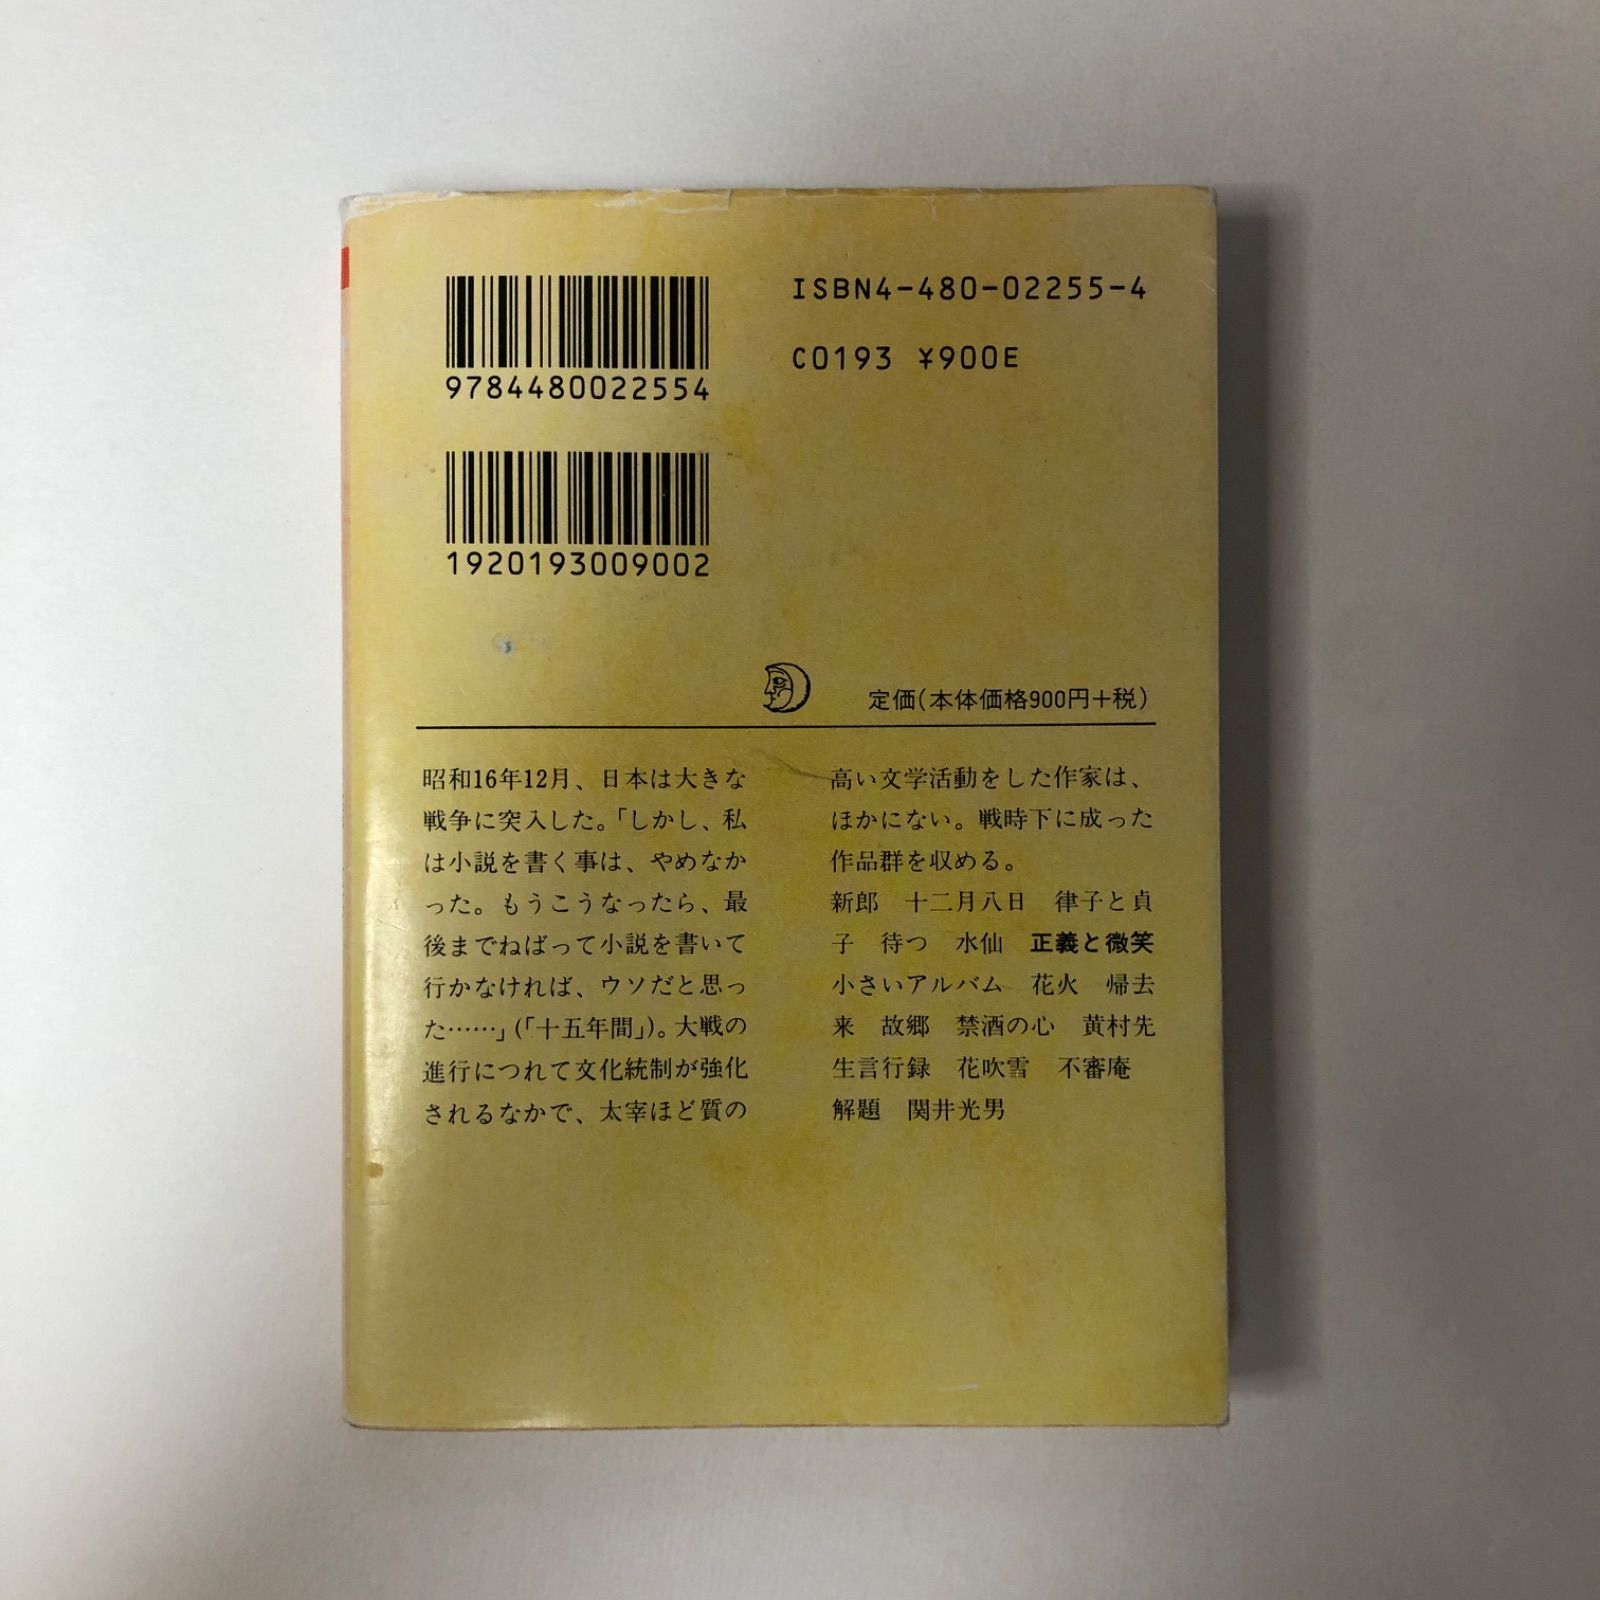 ISBN4-480-02255-4
C0193 ¥900E
9784480022554
1920193009002
定価(本体価格900円+税)
昭和16年12月、日本は大きな
戦争に突入した。「しかし、私
は小説を書く事は、やめなか
った。もうこうなったら、最
後までねばって小説を書いて
行かなければ、ウソだと思っ
た……」(「十五年間」)。大戦の
進行につれて文化統制が強化
されるなかで、太宰ほど質の
高い文学活動をした作家は、
ほかにない。戦時下に成った
作品群を収める。
新郎　十二月八日　律子と貞
子　待つ　水仙　正義と微笑
小さいアルバム　花火　帰去
来　故郷　禁酒の心　黄村先
生言行録　花吹雪　不審庵
解題　関井光男